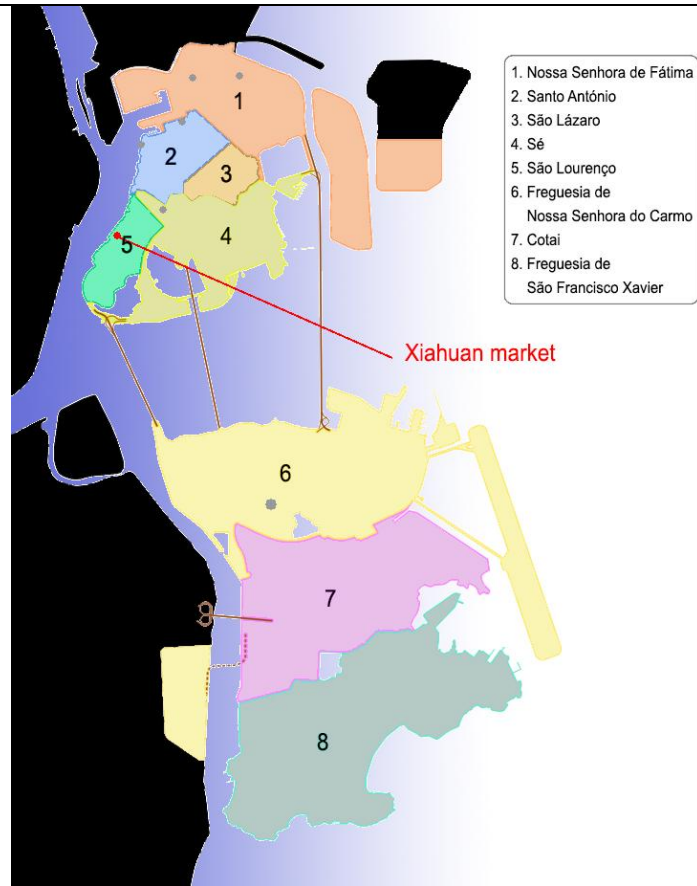 1. Nossa Senhora de Fátima
2. Santo António
3. São Lázaro
4. Sé
5. São Lourenço
6. Freguesia de
Nossa Senhora do Carmo
7. Cotai
8. Freguesia de
São Francisco Xavier
1
2
3
4
5
Xiahuan market
6
7
8